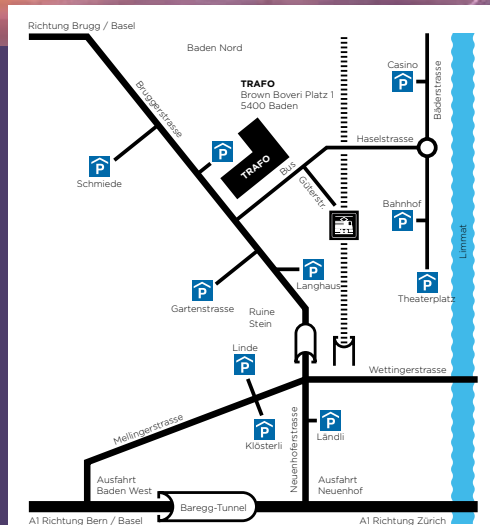 Richtung Brugg / Basel
Baden Nord
Casino
P
Bäderstrasse
TRAFO
Brown Boveri Platz 1
5400 Baden
Bruggerstrasse
P
Schmiede
P
TRAFO
Bus
Haselstrasse
Güterstr.
Bahnhof
P
Limmat
P
Gartenstrasse
P
Langhaus
P
Theaterplatz
Ruine
Stein
Linde
P
Wettingerstrasse
Mellingerstrasse
P
Klösterli
Neuenhoferstrasse
P
Ländli
Ausfahrt
Baden West
Ausfahrt
Neuenhof
Baregg-Tunnel
A1 Richtung Bern / Basel
A1 Richtung Zürich